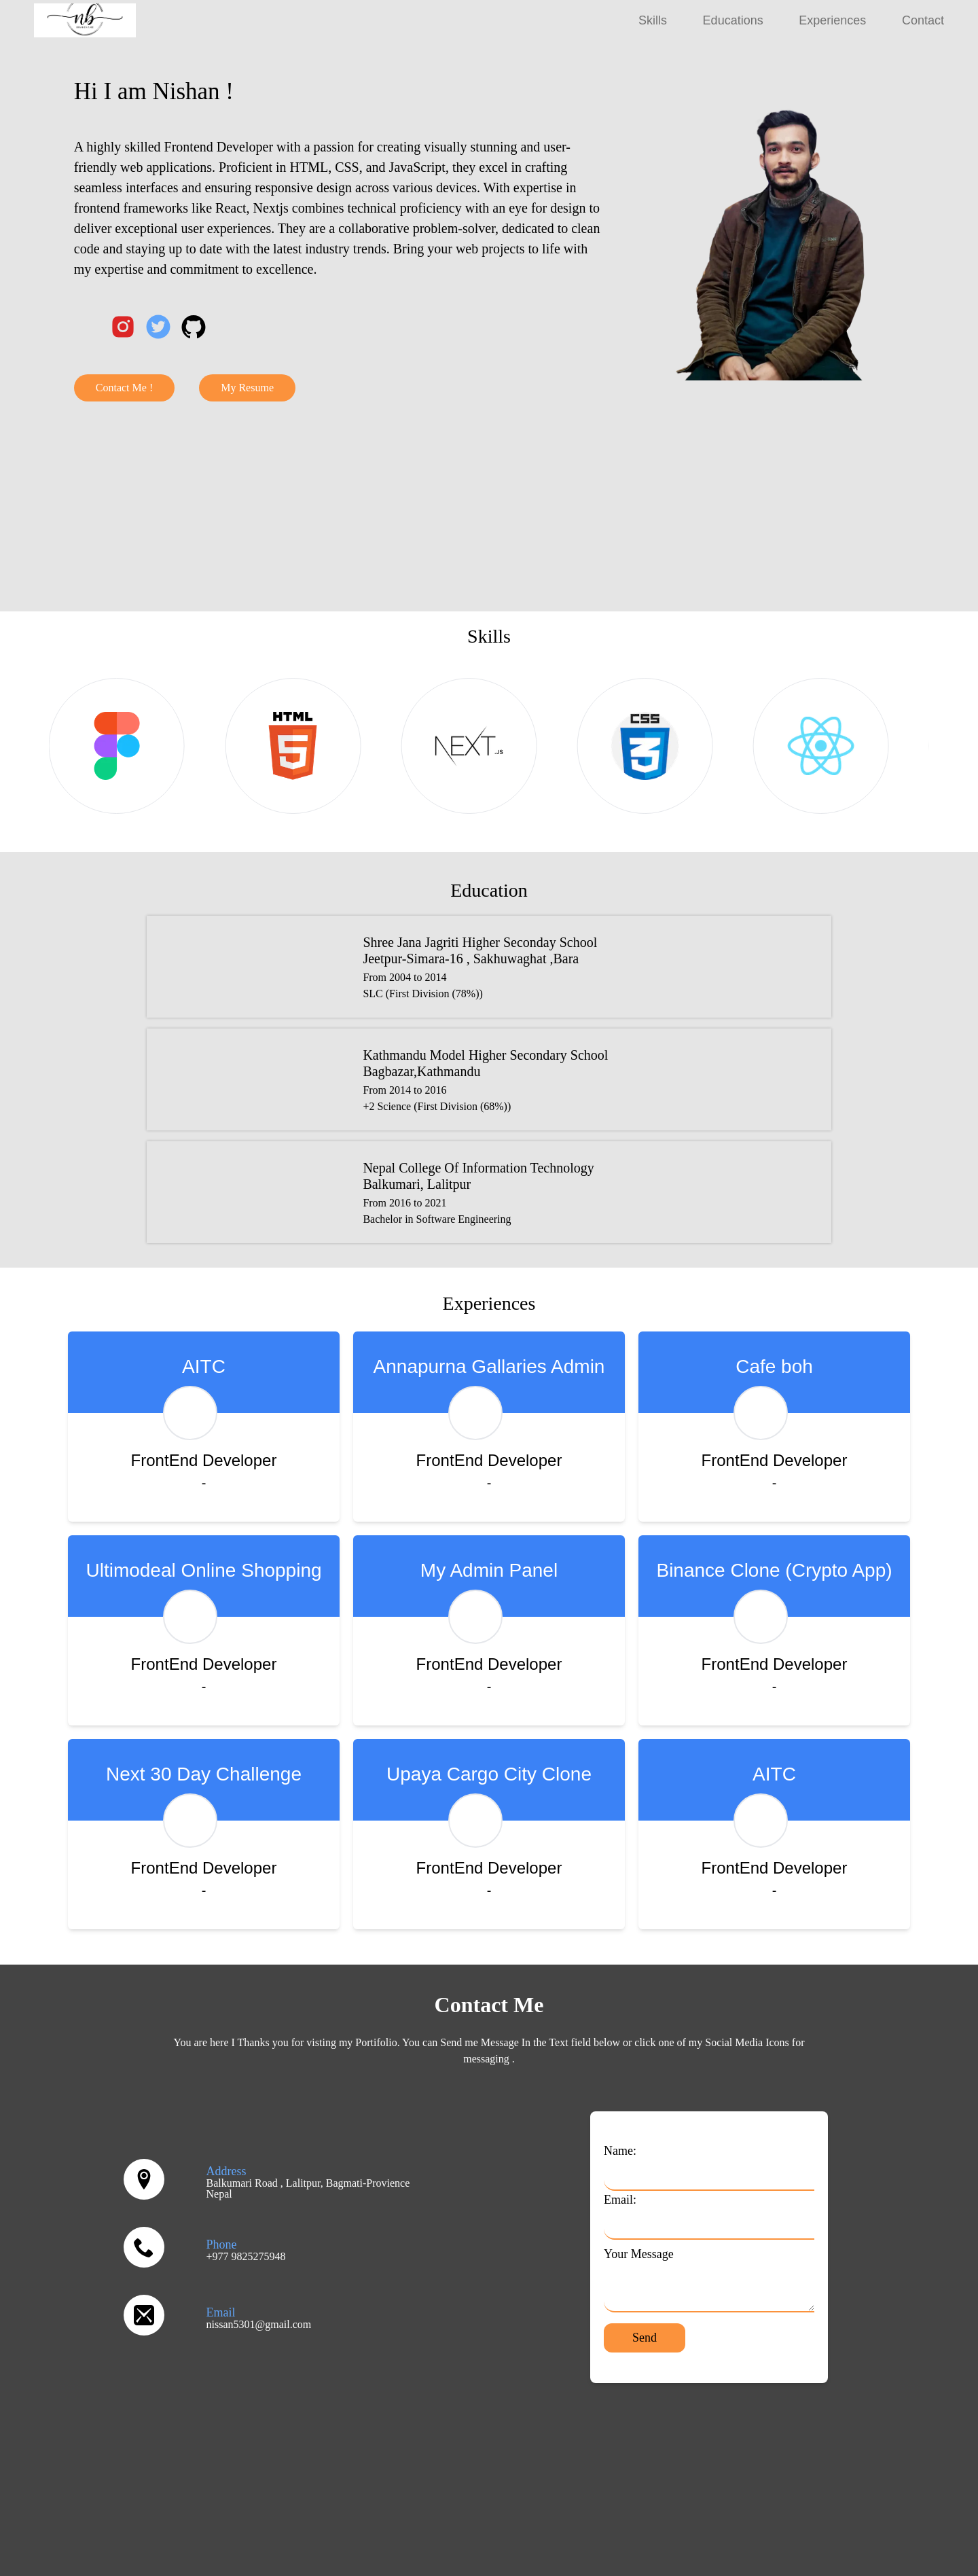 nb
Skills Educations Experiences Contact
Hi I am Nishan !
A highly skilled Frontend Developer with a passion for creating visually stunning and user-
friendly web applications. Proficient in HTML, CSS, and JavaScript, they excel in crafting
seamless interfaces and ensuring responsive design across various devices. With expertise in
frontend frameworks like React, Nextjs combines technical proficiency with an eye for design to
deliver exceptional user experiences. They are a collaborative problem-solver, dedicated to clean
code and staying up to date with the latest industry trends. Bring your web projects to life with
my expertise and commitment to excellence.
Contact Me ! My Resume
Skills
HTML
5
NEXT.JS
CSS
3
Education
Shree Jana Jagriti Higher Seconday School
Jeetpur-Simara-16 , Sakhuwaghat ,Bara
From 2004 to 2014
SLC (First Division (78%))
Kathmandu Model Higher Secondary School
Bagbazar,Kathmandu
From 2014 to 2016
+2 Science (First Division (68%))
Nepal College Of Information Technology
Balkumari, Lalitpur
From 2016 to 2021
Bachelor in Software Engineering
Experiences
AITC
FrontEnd Developer
-
Annapurna Gallaries Admin
FrontEnd Developer
-
Cafe boh
FrontEnd Developer
-
Ultimodeal Online Shopping
FrontEnd Developer
-
My Admin Panel
FrontEnd Developer
-
Binance Clone (Crypto App)
FrontEnd Developer
-
Next 30 Day Challenge
FrontEnd Developer
-
Upaya Cargo City Clone
FrontEnd Developer
-
AITC
FrontEnd Developer
-
Contact Me
You are here I Thanks you for visting my Portifolio. You can Send me Message In the Text field below or click one of my Social Media Icons for
messaging .
Address
Balkumari Road , Lalitpur, Bagmati-Provience
Nepal
Phone
+977 9825275948
Email
nissan5301@gmail.com
Name:
Email:
Your Message
Send